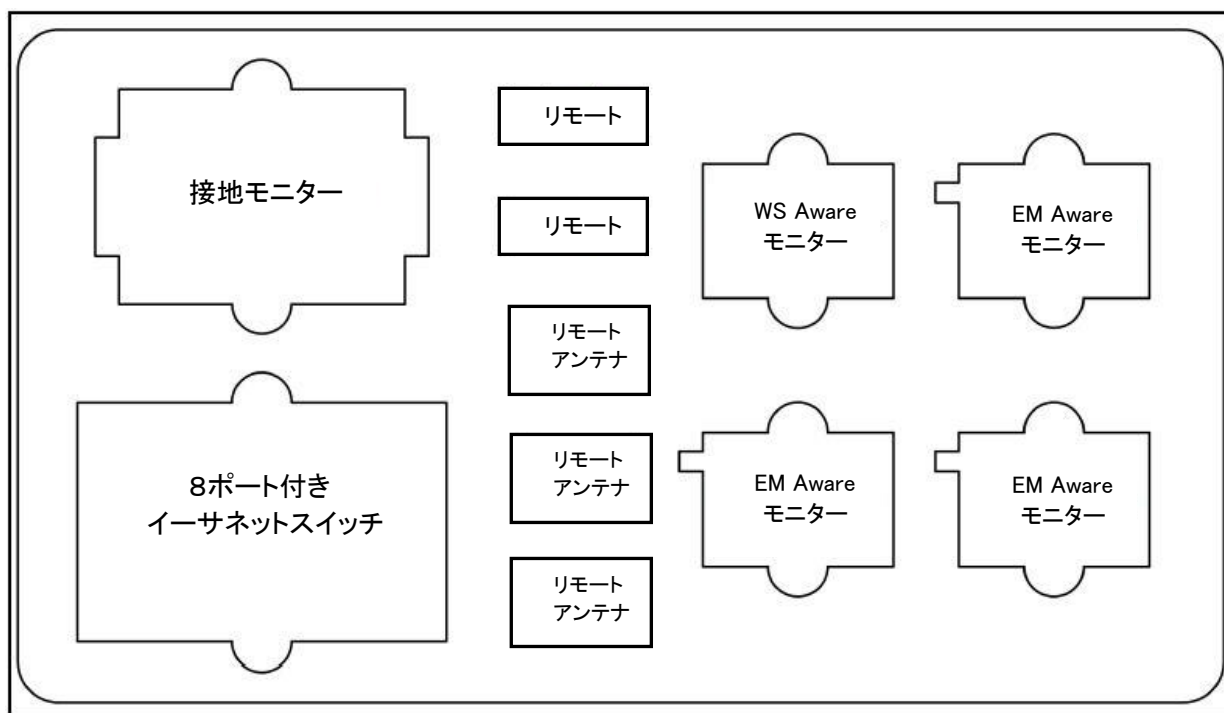 接地モニター
8ポート付き
イーサネットスイッチ
リモート
リモート
リモート
アンテナ
リモート
アンテナ
リモート
アンテナ
WS Aware
モニター
EM Aware
モニター
EM Aware
モニター
EM Aware
モニター